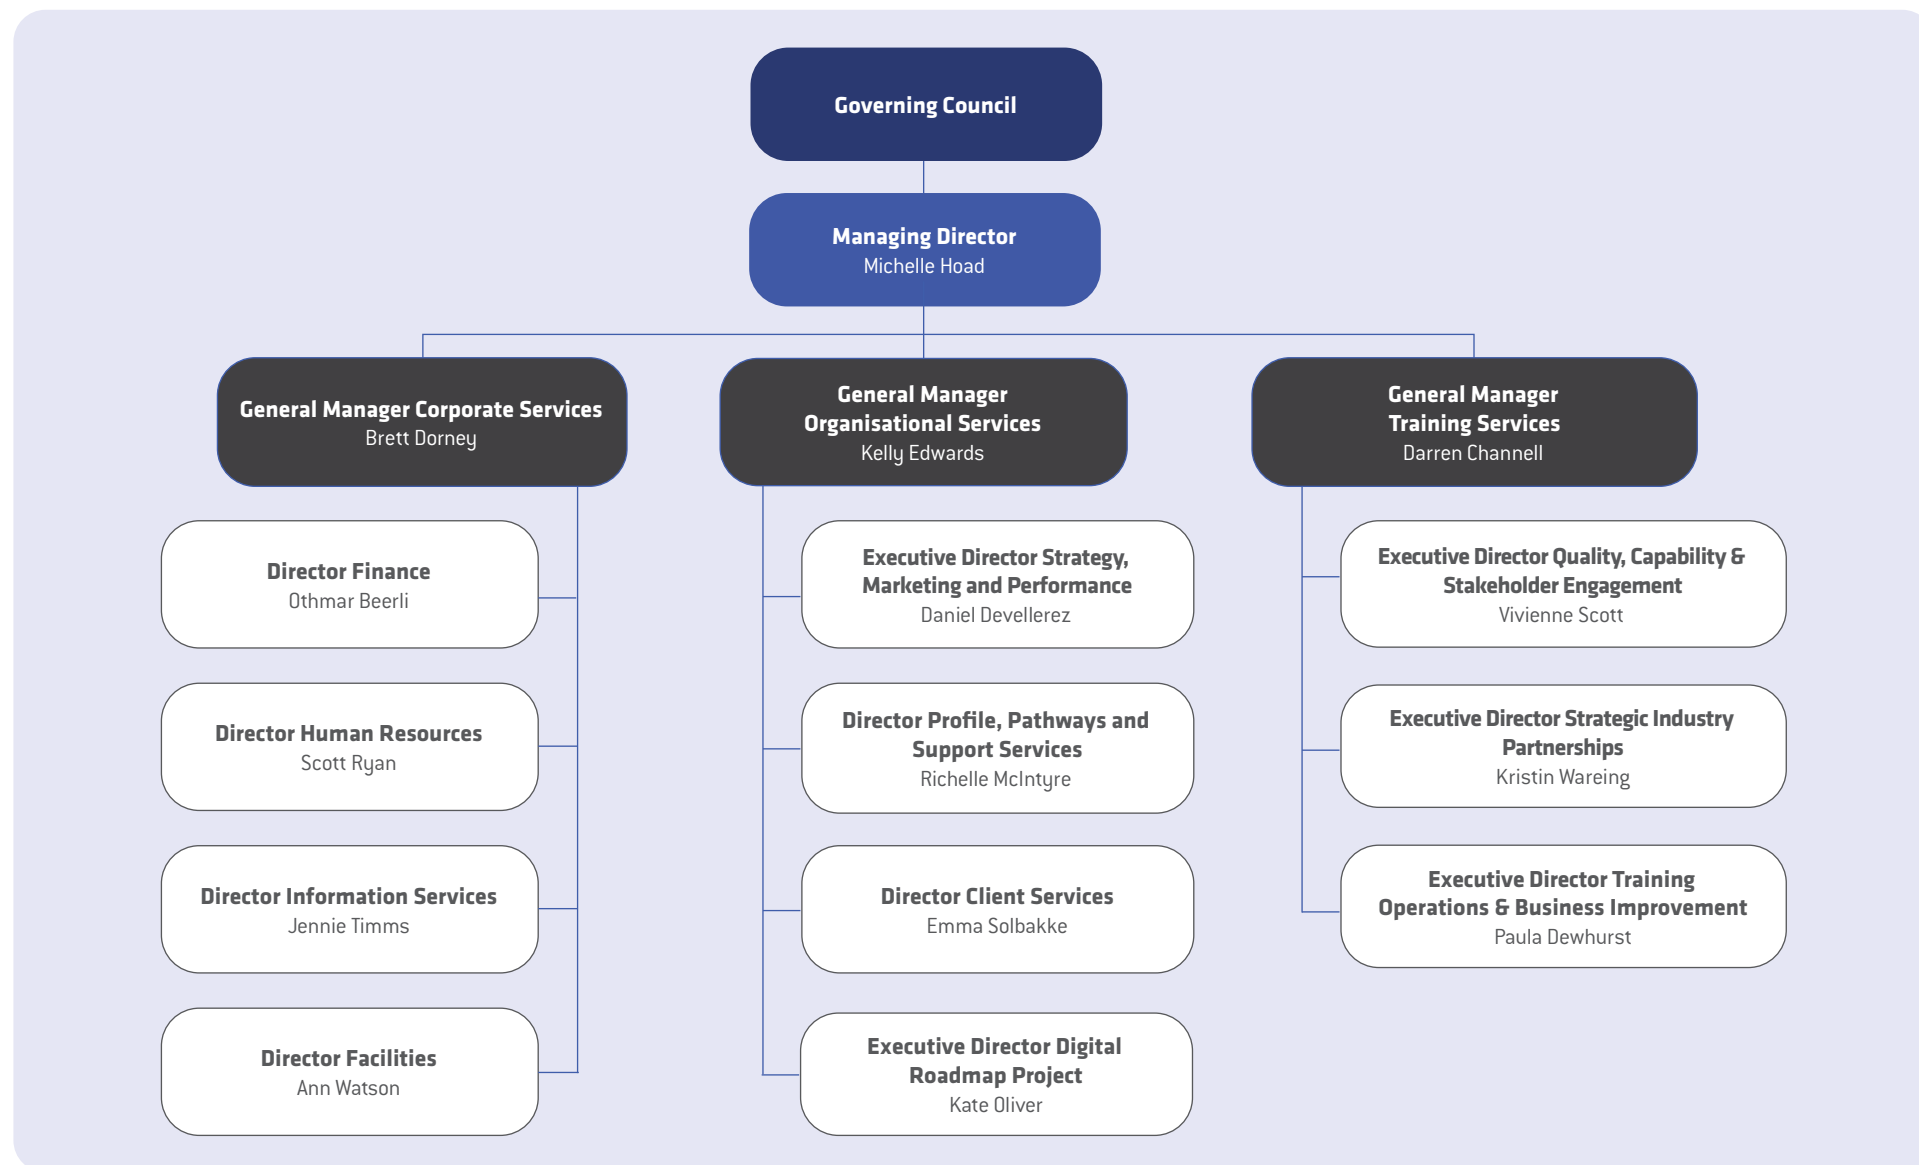 Governing Council
Managing Director
Michelle Hoad
General Manager Corporate Services
Brett Dorney
General Manager
Organisational Services
Kelly Edwards
General Manager
Training Services
Darren Channell
Director Finance
Othmar Beerli
Director Human Resources
Scott Ryan
Director Information Services
Jennie Timms
Director Facilities
Ann Watson
Executive Director Strategy,
Marketing and Performance
Daniel Devellerez
Director Profile, Pathways and
Support Services
Richelle McIntyre
Director Client Services
Emma Solbakke
Executive Director Digital
Roadmap Project
Kate Oliver
Executive Director Quality, Capability &
Stakeholder Engagement
Vivienne Scott
Executive Director Strategic Industry
Partnerships
Kristin Wareing
Executive Director Training
Operations & Business Improvement
Paula Dewhurst